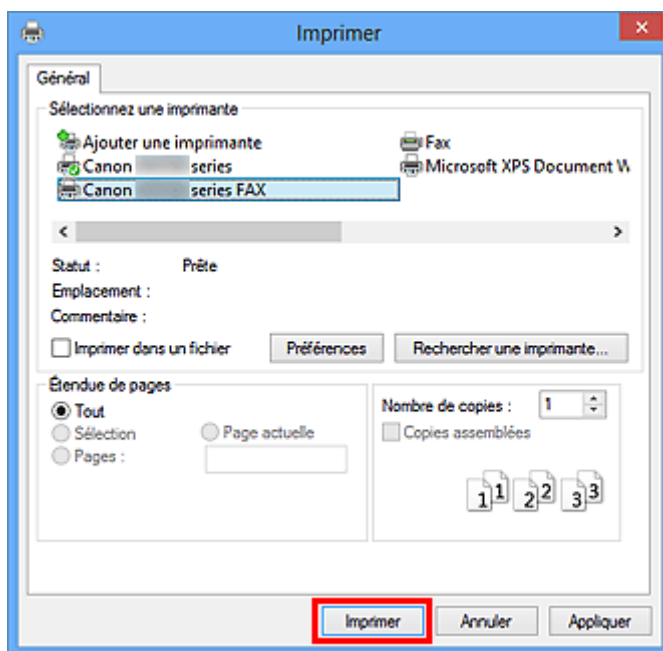 Imprimer
Général
Sélectionnez une imprimante
Ajouter une imprimante
Fax
Canon series
Microsoft XPS Document
Canon series FAX
Statut : Prête
Emplacement :
Commentaire :
Imprimer dans un fichier
Préférences
Rechercher une imprimante...
Étendue de pages
Tout
Sélection
Page actuelle
Pages :
Nombre de copies : 1
Copies assemblées
1 1 2 2 3 3
Imprimer
Annuler
Appliquer